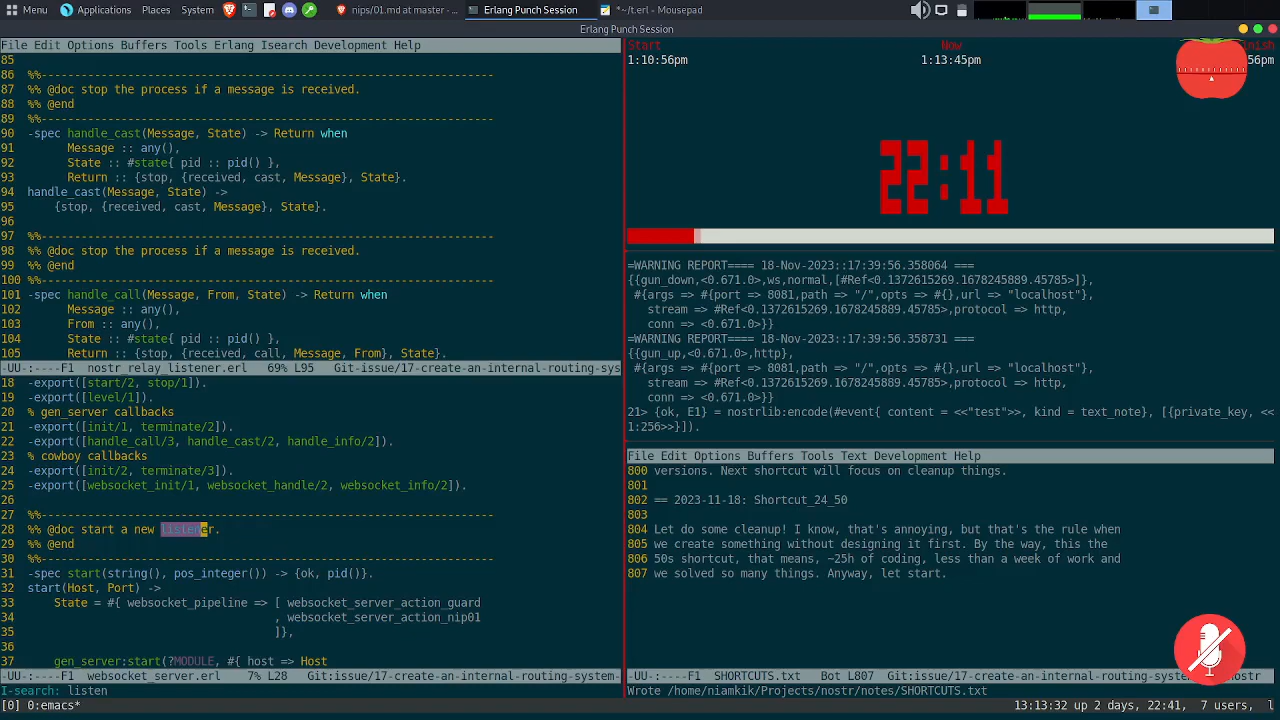 Menu Applications Places System nips/01.md at master - ... Erlang Punch Session *~/t.erl - Mousepad
Erlang Punch Session
File Edit Options Buffers Tools Erlang Isearch Development Help
85
86 %%--------------------------------------------------------------------
87 %% @doc stop the process if a message is received.
88 %% @end
89 %%--------------------------------------------------------------------
90 -spec handle_cast(Message, State) -> Return when
91 Message :: any(),
92 State :: #state{ pid :: pid() },
93 Return :: {stop, {received, cast, Message}, State}.
94 handle_cast(Message, State) ->
95 {stop, {received, cast, Message}, State}.
96
97 %%--------------------------------------------------------------------
98 %% @doc stop the process if a message is received.
99 %% @end
100 %%--------------------------------------------------------------------
101 -spec handle_call(Message, From, State) -> Return when
102 Message :: any(),
103 From :: any(),
104 State :: #state{ pid :: pid() },
105 Return :: {stop, {received, call, Message, From}, State}.
-UU-:----F1 nostr_relay_listener.erl 69% L95 Git-issue/17-create-an-internal-routing-sys
18 -export([start/2, stop/1]).
19 -export([level/1]).
20 % gen_server callbacks
21 -export([init/1, terminate/2]).
22 -export([handle_call/3, handle_cast/2, handle_info/2]).
23 % cowboy callbacks
24 -export([init/2, terminate/3]).
25 -export([websocket_init/1, websocket_handle/2, websocket_info/2]).
26
27 %%--------------------------------------------------------------------
28 %% @doc start a new listener.
29 %% @end
30 %%--------------------------------------------------------------------
31 -spec start(string(), pos_integer()) -> {ok, pid()}.
32 start(Host, Port) ->
33 State = #{ websocket_pipeline => [ websocket_server_action_guard
34 , websocket_server_action_nip01
35 ]},
36
37 gen_server:start(?MODULE, #{ host => Host
-UU-:----F1 websocket_server.erl 7% L28 Git:issue/17-create-an-internal-routing-system-
I-search: listen
Start Now inish
1:10:56pm 1:13:45pm 56pm
22:11
=WARNING REPORT==== 18-Nov-2023::17:39:56.358064 ===
{{gun_down,<0.671.0>,ws,normal,[#Ref<0.1372615269.1678245889.45785>]},
#{args => #{port => 8081,path => "/",opts => #{},url => "localhost"},
stream => #Ref<0.1372615269.1678245889.45785>,protocol => http,
conn => <0.671.0>}}
=WARNING REPORT==== 18-Nov-2023::17:39:56.358731 ===
{{gun_up,<0.671.0>,http},
#{args => #{port => 8081,path => "/",opts => #{},url => "localhost"},
stream => #Ref<0.1372615269.1678245889.45785>,protocol => http,
conn => <0.671.0>}}
21> {ok, E1} = nostrlib:encode(#event{ content = <<"test">>, kind = text_note}, [{private_key, <<
1:256>>}]).
File Edit Options Buffers Tools Text Development Help
800 versions. Next shortcut will focus on cleanup things.
801
802 == 2023-11-18: Shortcut_24_50
803
804 Let do some cleanup! I know, that's annoying, but that's the rule when
805 we create something without designing it first. By the way, this the
806 50s shortcut, that means, ~25h of coding, less than a week of work and
807 we solved so many things. Anyway, let start.
-UU-:----F1 SHORTCUTS.txt Bot L807 Git:issue/17-create-an-internal-routing-system nostr
Wrote /home/niamkik/Projects/nostr/notes/SHORTCUTS.txt
[0] 0:emacs* 13:13:32 up 2 days, 22:41, 7 users, l